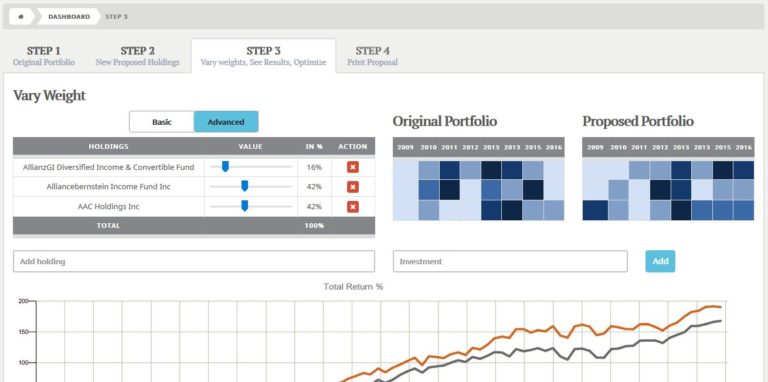 DASHBOARD STEP 3
STEP 1 STEP 2 STEP 3 STEP 4
Original Portfolio New Proposed Holdings Vary weights, See Results, Optimize Print Proposal
Vary Weight
Basic Advanced
HOLDINGS VALUE IN % ACTION
AllianzGI Diversified Income & Convertible Fund 16%
Alliancebernstein Income Fund Inc 42%
AAC Holdings Inc 42%
TOTAL 100%
Original Portfolio
2009 2010 2011 2012 2013 2013 2015 2016
Proposed Portfolio
2009 2010 2011 2012 2013 2013 2015 2016
Add holding Investment Add
Total Return %
200
150
100